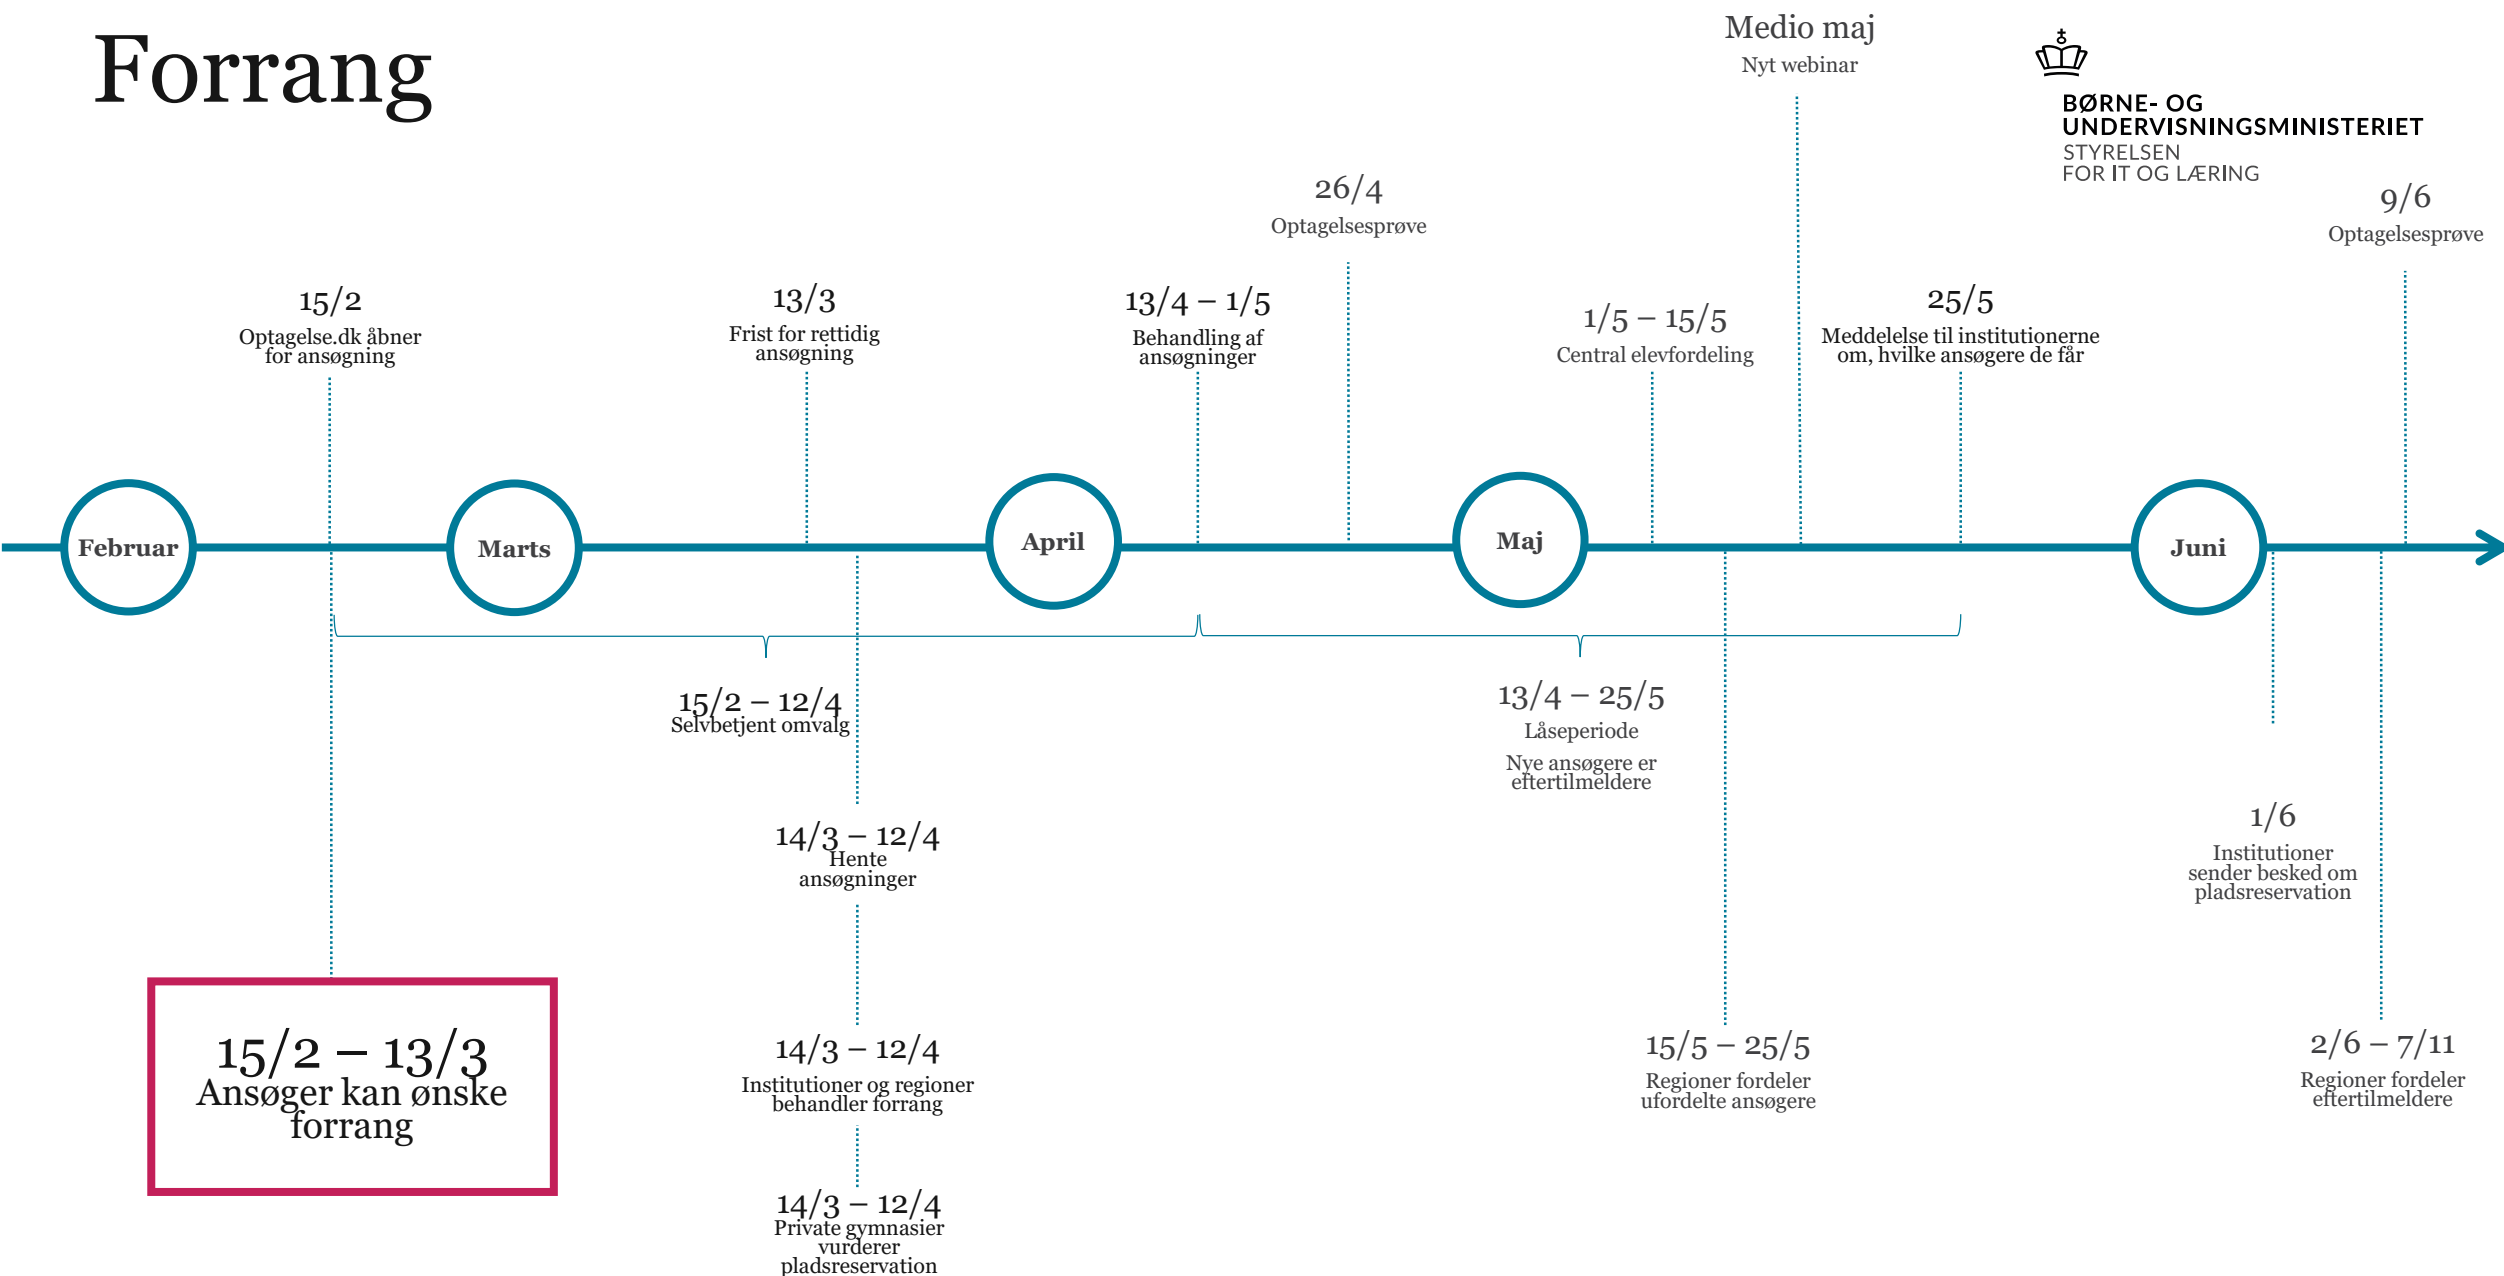 Forrang
Medio maj
Nyt webinar
BØRNE- OG
UNDERVISNINGSMINISTERIET
STYRELSEN
FOR IT OG LÆRING
26/4
Optagelsesprøve
9/6
Optagelsesprøve
15/2
Optagelse.dk åbner
for ansøgning
13/3
Frist for rettidig
ansøgning
13/4 – 1/5
Behandling af
ansøgninger
1/5 – 15/5
Central elevfordeling
25/5
Meddelelse til institutionerne
om, hvilke ansøgere de får
Februar
Marts
April
Maj
Juni
15/2 – 12/4
Selvbetjent omvalg
13/4 – 25/5
Låseperiode
Nye ansøgere er
eftertilmeldere
14/3 – 12/4
Hente
ansøgninger
1/6
Institutioner
sender besked om
pladsreservation
15/2 – 13/3
Ansøger kan ønske
forrang
14/3 – 12/4
Institutioner og regioner
behandler forrang
15/5 – 25/5
Regioner fordeler
ufordelte ansøgere
2/6 – 7/11
Regioner fordeler
eftertilmeldere
14/3 – 12/4
Private gymnasier
vurderer
pladsreservation